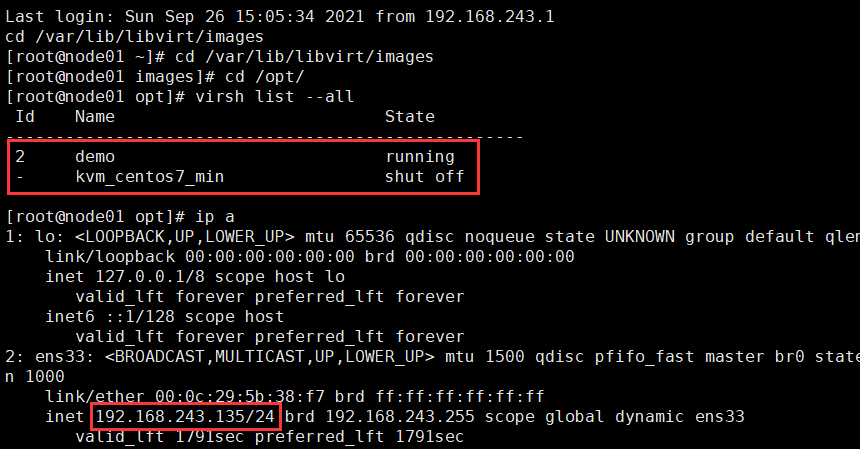 Last login: Sun Sep 26 15:05:34 2021 from 192.168.243.1
cd /var/lib/libvirt/images
[root@node01 ~]# cd /var/lib/libvirt/images
[root@node01 images]# cd /opt/
[root@node01 opt]# virsh list --all
 Id    Name                           State
----------------------------------------------------
 2     demo                           running
 -     kvm_centos7_min                shut off
[root@node01 opt]# ip a
1: lo: <LOOPBACK,UP,LOWER_UP> mtu 65536 qdisc noqueue state UNKNOWN group default qlen
    link/loopback 00:00:00:00:00:00 brd 00:00:00:00:00:00
    inet 127.0.0.1/8 scope host lo
       valid_lft forever preferred_lft forever
    inet6 ::1/128 scope host
       valid_lft forever preferred_lft forever
2: ens33: <BROADCAST,MULTICAST,UP,LOWER_UP> mtu 1500 qdisc pfifo_fast master br0 state
n 1000
    link/ether 00:0c:29:5b:38:f7 brd ff:ff:ff:ff:ff:ff
    inet 192.168.243.135/24 brd 192.168.243.255 scope global dynamic ens33
       valid_lft 1791sec preferred_lft 1791sec